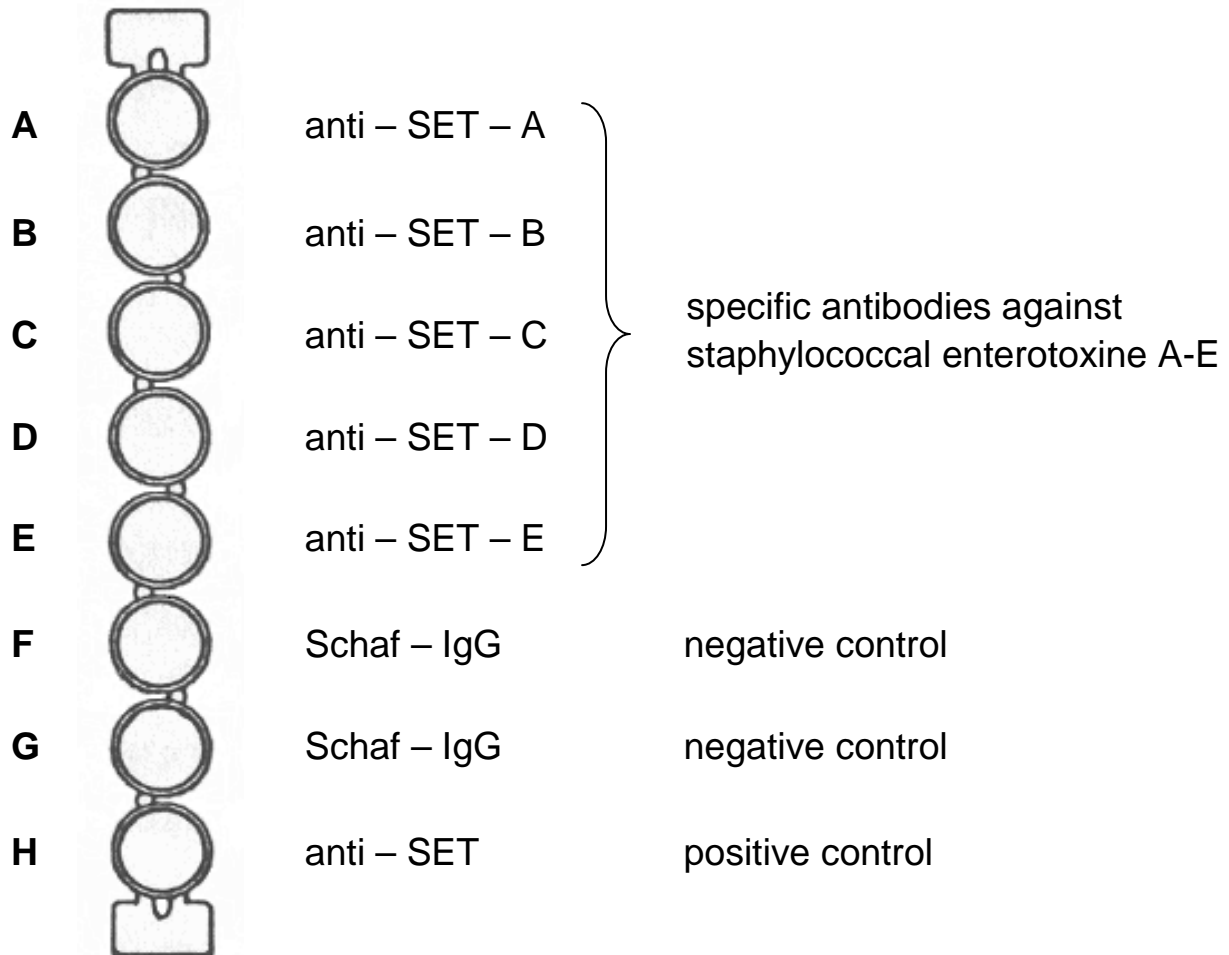 A anti – SET – A
B anti – SET – B
C anti – SET – C
D anti – SET – D
E anti – SET – E
specific antibodies against
staphylococcal enterotoxine A-E
F Schaf – IgG negative control
G Schaf – IgG negative control
H anti – SET positive control